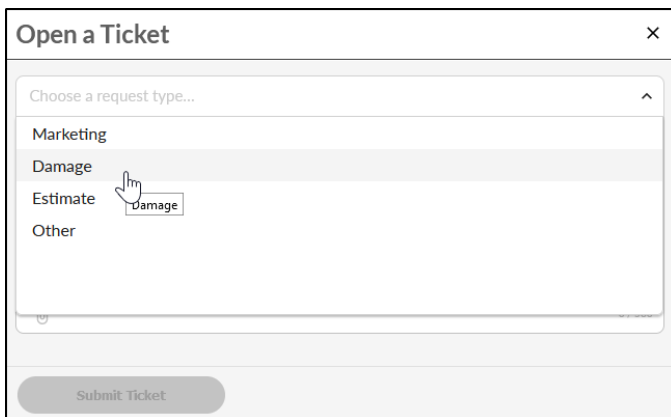 Open a Ticket
Choose a request type...
Marketing
Damage
Estimate
Damage
Other
Submit Ticket